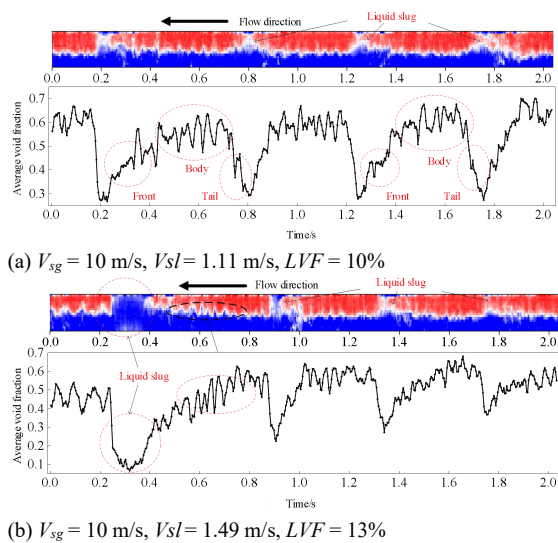 Flow direction
Liquid slug
0.0 0.2 0.4 0.6 0.8 1.0 1.2 1.4 1.6 1.8 2.0
Average void fraction
0.7
0.6
0.5
0.4
0.3
Front
Body
Tail
Front
Body
Tail
0.0 0.2 0.4 0.6 0.8 1.0 1.2 1.4 1.6 1.8 2.0
Time/s
(a) Vsg = 10 m/s, Vsl = 1.11 m/s, LVF = 10%
Flow direction
Liquid slug
0.0 0.2 0.4 0.6 0.8 1.0 1.2 1.4 1.6 1.8 2.0
Average void fraction
0.7
0.6
0.5
0.4
0.3
0.2
0.1
Liquid slug
0.0 0.2 0.4 0.6 0.8 1.0 1.2 1.4 1.6 1.8 2.0
Time/s
(b) Vsg = 10 m/s, Vsl = 1.49 m/s, LVF = 13%